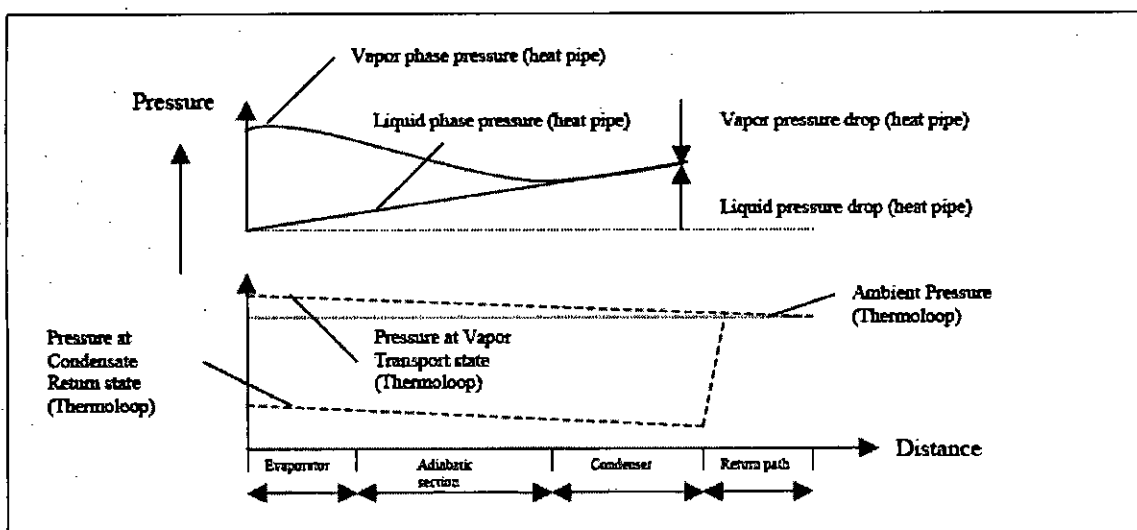 Vapor phase pressure (heat pipe)
Pressure
Liquid phase pressure (heat pipe)
Vapor pressure drop (heat pipe)
Liquid pressure drop (heat pipe)
Ambient Pressure
(Thermoloop)
Pressure at
Condensate
Return state
(Thermoloop)
Pressure at Vapor
Transport state
(Thermoloop)
Distance
Evaporator
Adiabatic
section
Condenser
Return path